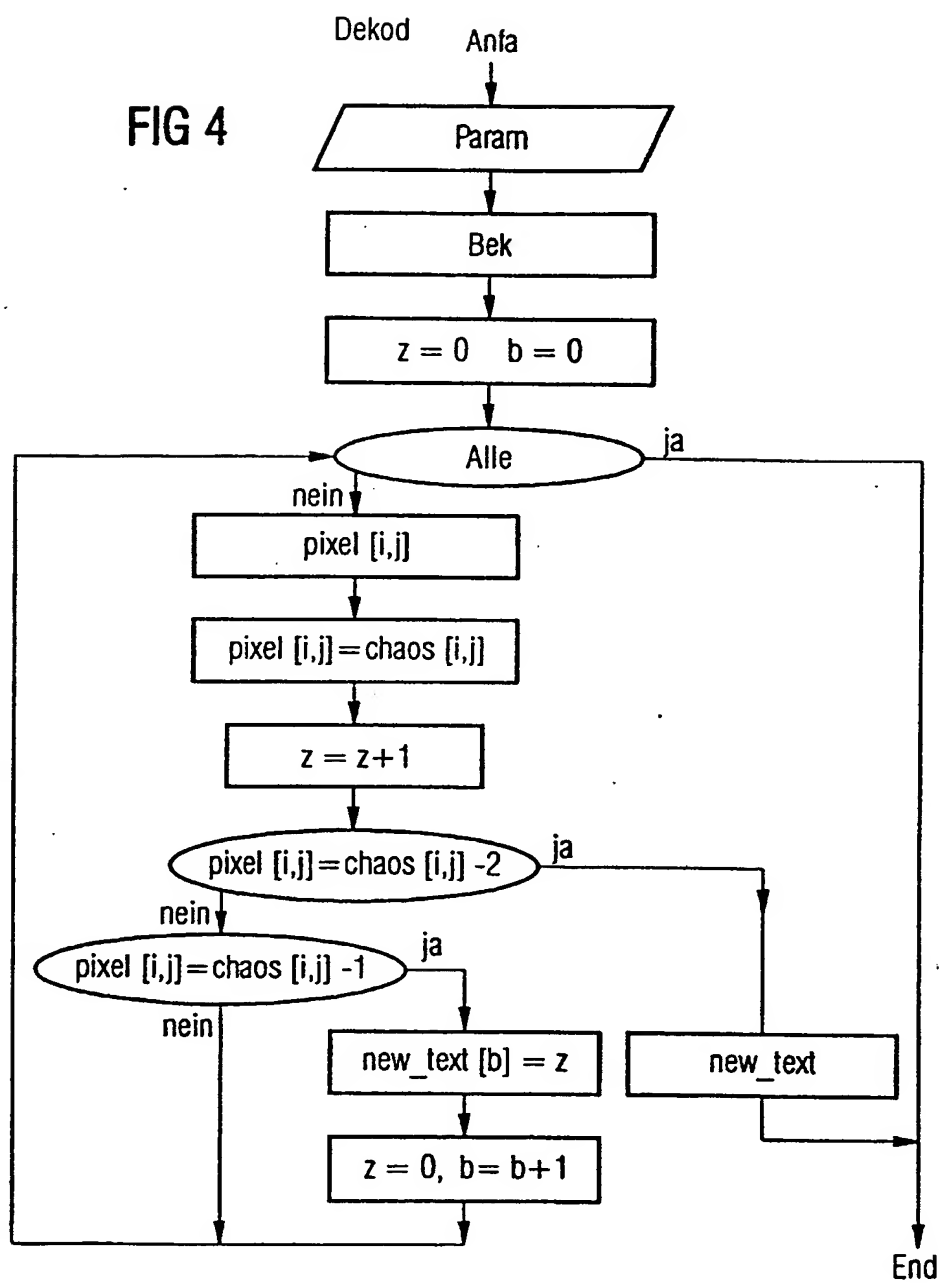 Dekod
Anfa
FIG 4
Param
Bek
z = 0 b = 0
Alle
ja
nein
pixel [i,j]
pixel [i,j]=chaos [i,j]
z = z+1
pixel [i,j]=chaos [i,j] -2
ja
nein
pixel [i,j]=chaos [i,j] -1
ja
nein
new_text [b] = z
new_text
z = 0, b= b+1
End